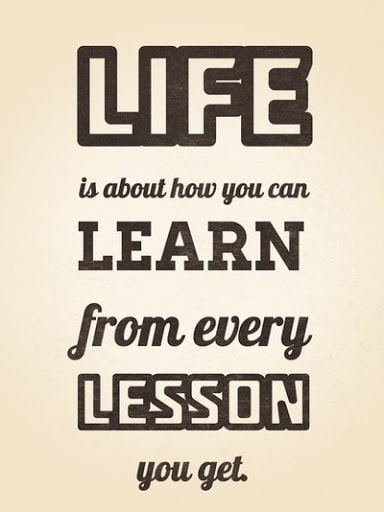 LIFE
is about how you can
LEARN
from every
LESSON
you get.